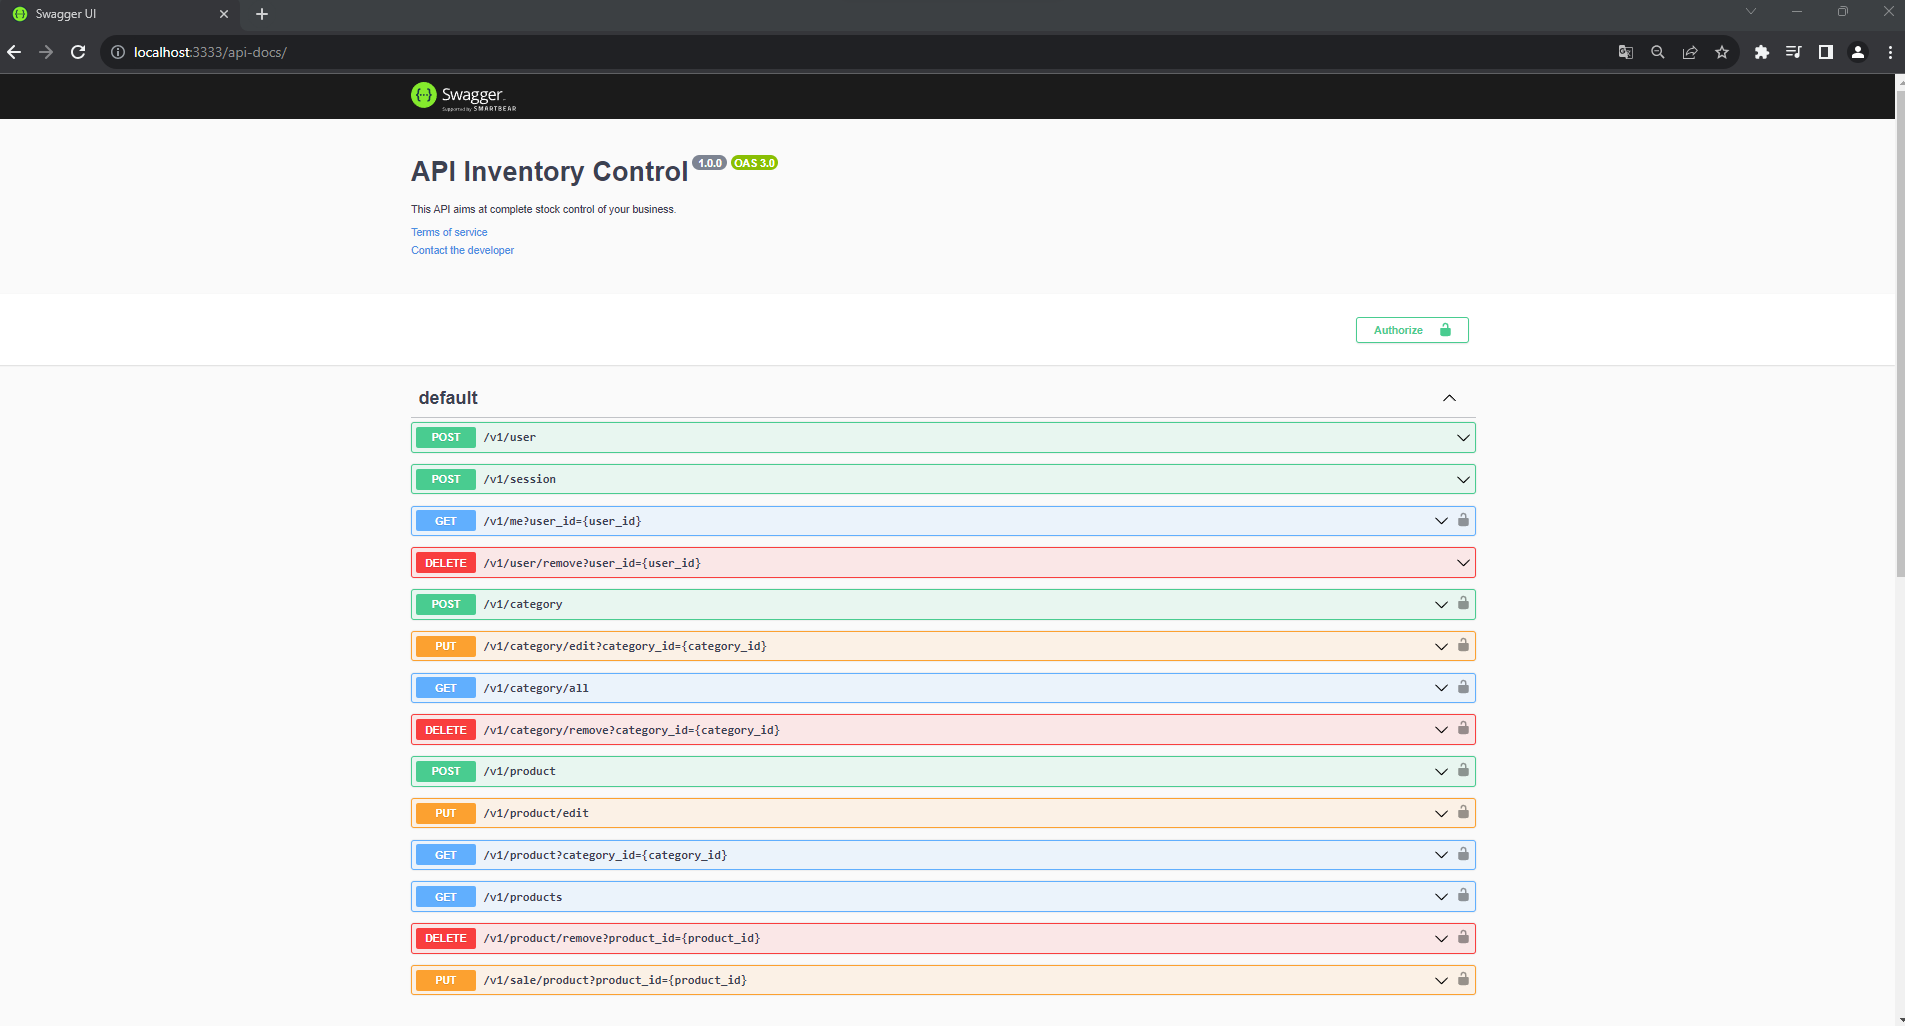 Swagger UI
localhost:3333/api-docs/
Swagger.
Supported by SMARTBEAR
API Inventory Control 1.0.0 OAS 3.0
This API aims at complete stock control of your business.
Terms of service
Contact the developer
Authorize
default
POST /v1/user
POST /v1/session
GET /v1/me?user_id={user_id}
DELETE /v1/user/remove?user_id={user_id}
POST /v1/category
PUT /v1/category/edit?category_id={category_id}
GET /v1/category/all
DELETE /v1/category/remove?category_id={category_id}
POST /v1/product
PUT /v1/product/edit
GET /v1/product?category_id={category_id}
GET /v1/products
DELETE /v1/product/remove?product_id={product_id}
PUT /v1/sale/product?product_id={product_id}